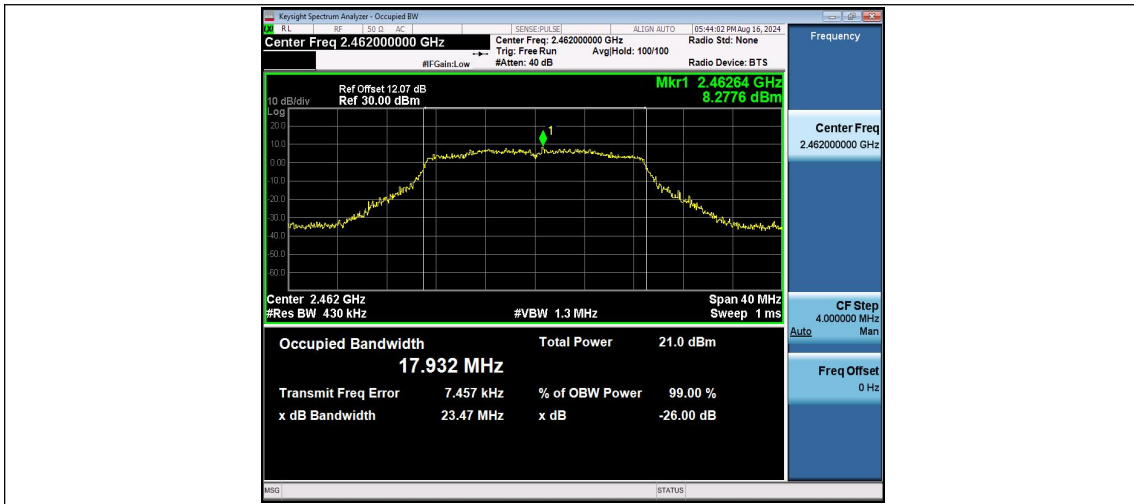 Keysight Spectrum Analyzer - Occupied BW
RL RF 50 Ω AC SENSE:PULSE ALIGN AUTO 05:44:02 PM Aug 16, 2024
Center Freq 2.462000000 GHz
Center Freq: 2.462000000 GHz Radio Std: None
Trig: Free Run Avg|Hold: 100/100
#IFGain:Low #Atten: 40 dB Radio Device: BTS
Frequency
Mkr1 2.46264 GHz
8.2776 dBm
Ref Offset 12.07 dB
10 dB/div Ref 30.00 dBm
Log
20.0
10.0
0.00
-10.0
-20.0
-30.0
-40.0
-50.0
-60.0
1
Center 2.462 GHz Span 40 MHz
#Res BW 430 kHz #VBW 1.3 MHz Sweep 1 ms
Occupied Bandwidth Total Power 21.0 dBm
17.932 MHz
Transmit Freq Error 7.457 kHz % of OBW Power 99.00 %
x dB Bandwidth 23.47 MHz x dB -26.00 dB
Center Freq
2.462000000 GHz
CF Step
4.000000 MHz
Auto Man
Freq Offset
0 Hz
MSG STATUS